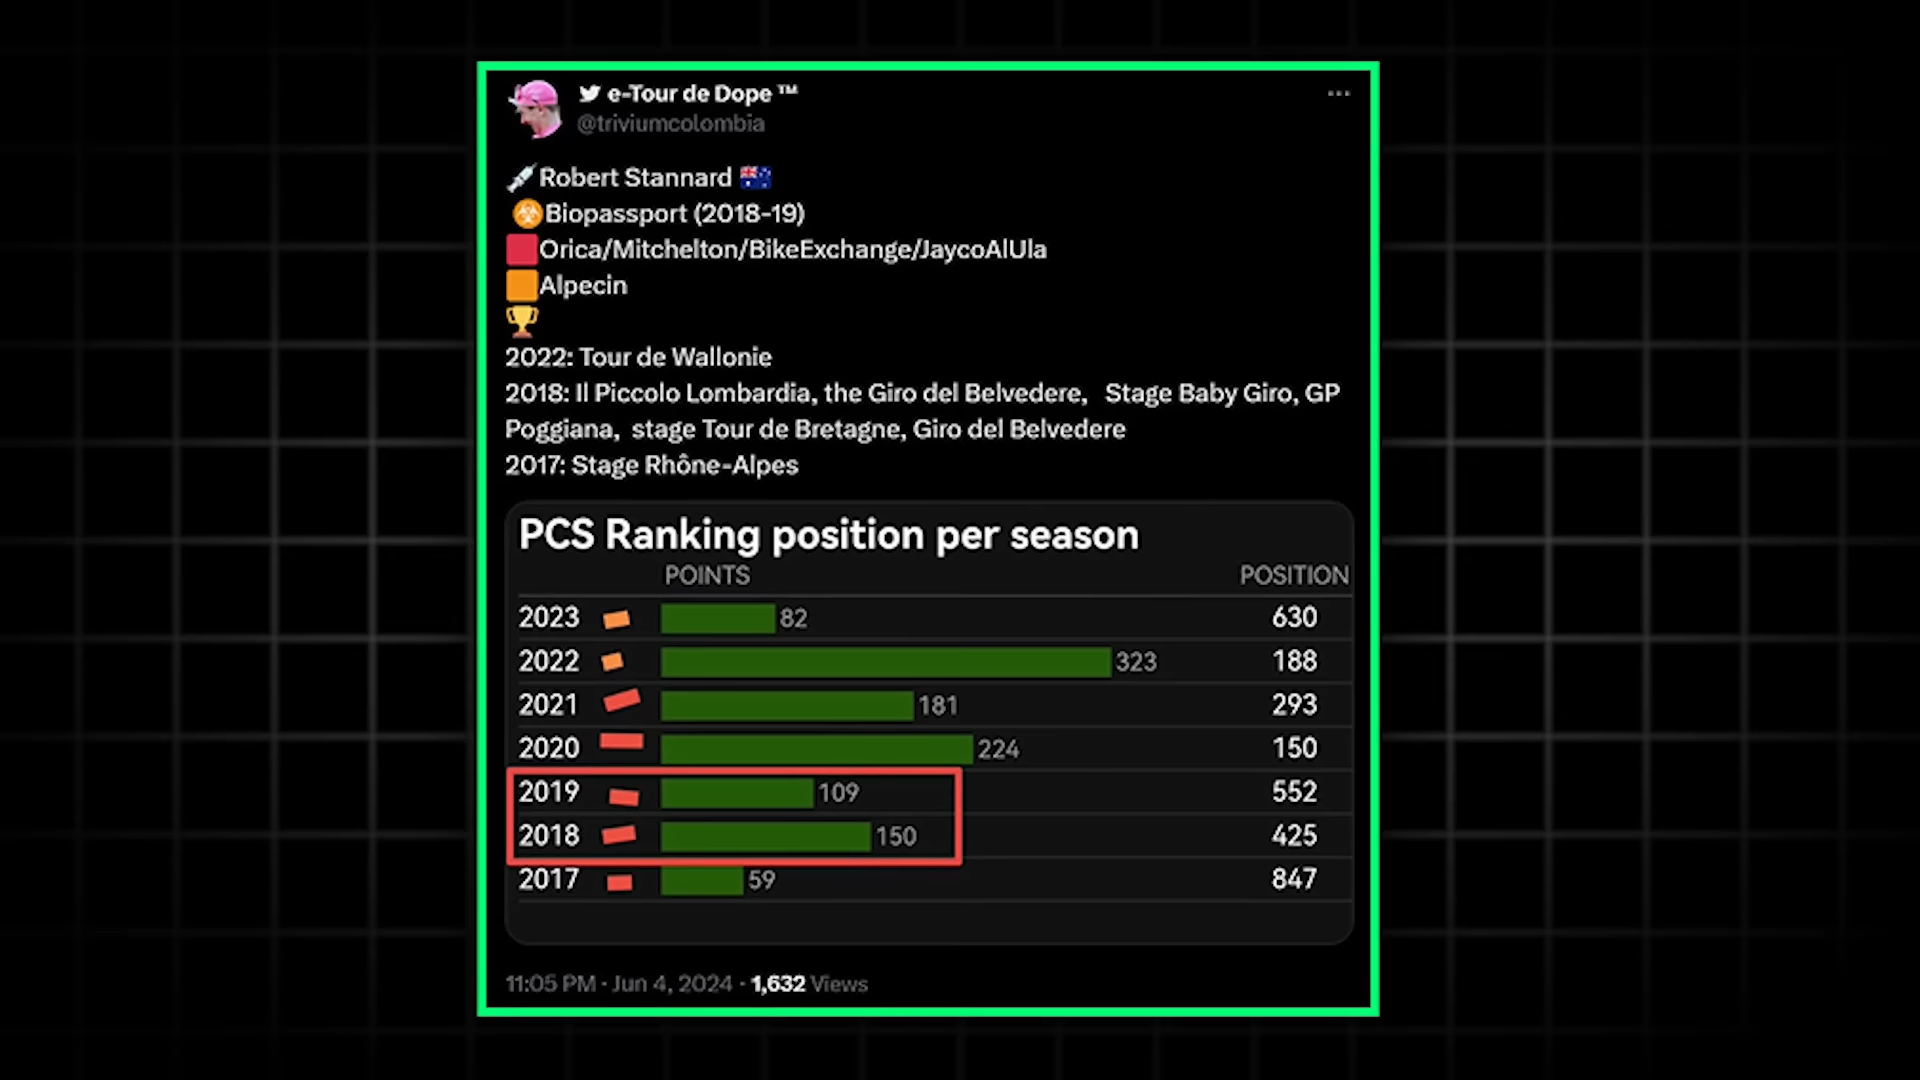 e-Tour de Dope ™
@triviumcolombia
Robert Stannard
Biopassport (2018-19)
Orica/Mitchelton/BikeExchange/JaycoAlUla
Alpecin
2022: Tour de Wallonie
2018: Il Piccolo Lombardia, the Giro del Belvedere, Stage Baby Giro, GP
Poggiana, stage Tour de Bretagne, Giro del Belvedere
2017: Stage Rhône-Alpes
PCS Ranking position per season
POINTS POSITION
2023 82 630
2022 323 188
2021 181 293
2020 224 150
2019 109 552
2018 150 425
2017 59 847
11:05 PM · Jun 4, 2024 · 1,632 Views